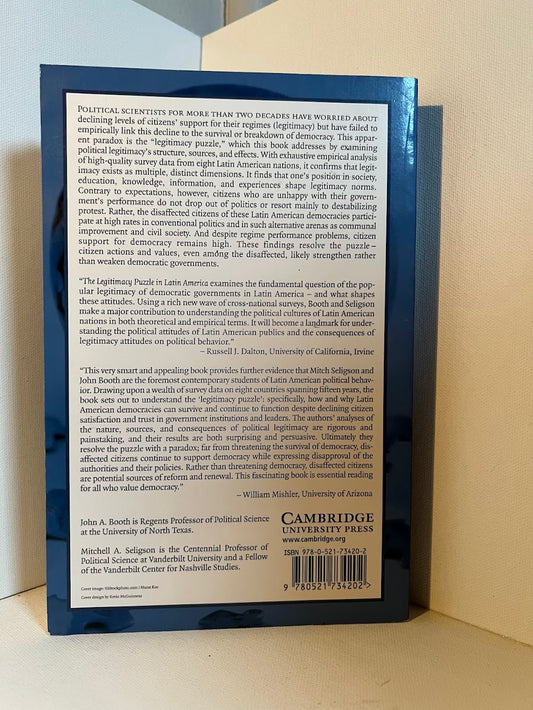 POLITICAL SCIENTISTS FOR MORE THAN TWO DECADES HAVE WORRIED ABOUT
declining levels of citizens' support for their regimes (legitimacy) but have failed to
empirically link this decline to the survival or breakdown of democracy. This appar-
ent paradox is the "legitimacy puzzle," which this book addresses by examining
political legitimacy's structure, sources, and effects. With exhaustive empirical analysis
of high-quality survey data from eight Latin American nations, it confirms that legit-
imacy exists as multiple, distinct dimensions. It finds that one's position in society,
education, knowledge, information, and experiences shape legitimacy norms.
Contrary to expectations, however, citizens who are unhappy with their govern-
ment's performance do not drop out of politics or resort mainly to destabilizing
protest. Rather, the disaffected citizens of these Latin American democracies partici-
pate at high rates in conventional politics and in such alternative arenas as communal
improvement and civil society. And despite regime performance problems, citizen
support for democracy remains high. These findings resolve the puzzle –
citizen actions and values, even among the disaffected, likely strengthen rather
than weaken democratic governments.
"The Legitimacy Puzzle in Latin America examines the fundamental question of the pop-
ular legitimacy of democratic governments in Latin America – and what shapes
these attitudes. Using a rich new wave of cross-national surveys, Booth and Seligson
make a major contribution to understanding the political cultures of Latin American
nations in both theoretical and empirical terms. It will become a landmark for under-
standing the political attitudes of Latin American publics and the consequences of
legitimacy attitudes on political behavior."
– Russell J. Dalton, University of California, Irvine
"This very smart and appealing book provides further evidence that Mitch Seligson and
John Booth are the foremost contemporary students of Latin American political behav-
ior. Drawing upon a wealth of survey data on eight countries spanning fifteen years, the
book sets out to understand the 'legitimacy puzzle': specifically, how and why Latin
American democracies can survive and continue to function despite declining citizen
satisfaction and trust in government institutions and leaders. The authors' analyses of
the nature, sources, and consequences of political legitimacy are rigorous and
painstaking, and their results are both surprising and persuasive. Ultimately they
resolve the puzzle with a paradox; far from threatening the survival of democracy, dis-
affected citizens continue to support democracy while expressing disapproval of the
authorities and their policies. Rather than threatening democracy, disaffected citizens
are potential sources of reform and renewal. This fascinating book is essential reading
for all who value democracy."
– William Mishler, University of Arizona
John A. Booth is Regents Professor of Political Science
at the University of North Texas.
Mitchell A. Seligson is the Centennial Professor of
Political Science at Vanderbilt University and a Fellow
of the Vanderbilt Center for Nashville Studies.
Cover image: ©iStockphoto.com /
Cover design by
CAMBRIDGE
UNIVERSITY PRESS
www.cambridge.org
ISBN 978-0-521-73420-2
9 780521 734202 >